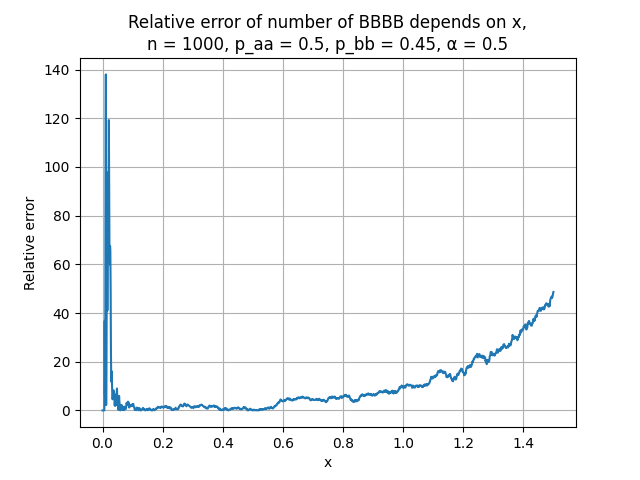 Relative error of number of BBBB depends on x,
n = 1000, p_aa = 0.5, p_bb = 0.45, α = 0.5
140
120
100
80
60
40
20
0
Relative error
0.0 0.2 0.4 0.6 0.8 1.0 1.2 1.4
x